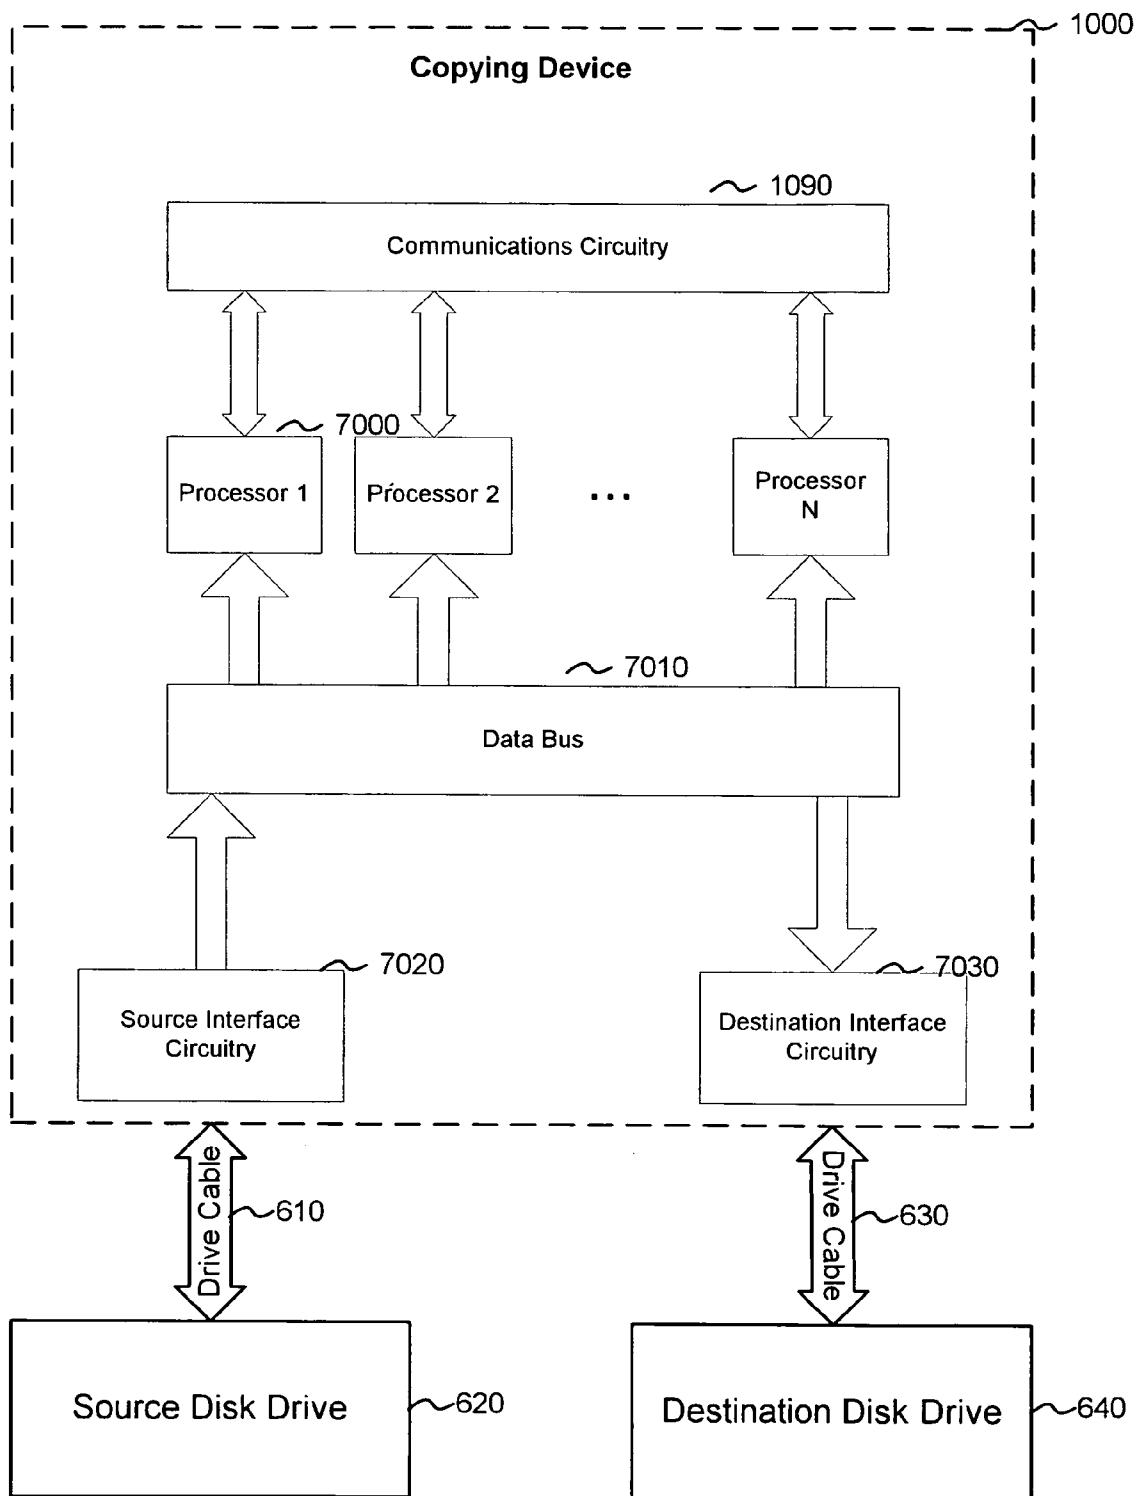 1000
Copying Device
1090
Communications Circuitry
7000
Processor 1
Processor 2
...
Processor
N
7010
Data Bus
7020
Source Interface
Circuitry
7030
Destination Interface
Circuitry
Drive Cable
610
Drive Cable
630
Source Disk Drive
620
Destination Disk Drive
640